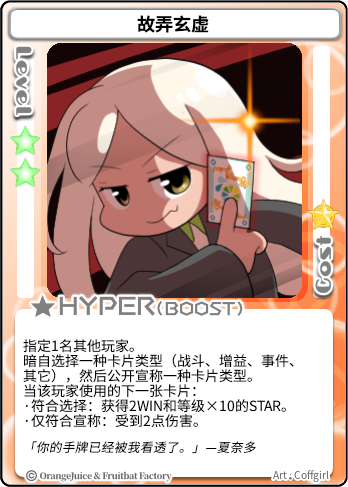 故弄玄虚
Level
Cost
HYPER(BOOST)
指定1名其他玩家。
暗自选择一种卡片类型（战斗、增益、事件、
其它），然后公开宣称一种卡片类型。
当该玩家使用的下一张卡片：
·符合选择：获得2WIN和等级×10的STAR。
·仅符合宣称：受到2点伤害。
「你的手牌已经被我看透了。」—夏奈多
© OrangeJuice & Fruitbat Factory
Art:Coffgirl